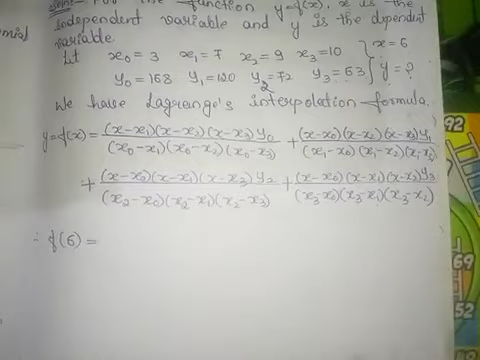 For the function y=f(x), x is the
independent variable and y is the dependent
variable.
Let x₀ = 3 x₁ = 7 x₂ = 9 x₃ = 10 } x = 6
y₀ = 168 y₁ = 120 y₂ = 72 y₃ = 63 } y = ?
We have Lagrange's interpolation formula.
y = f(x) = (x-x₁)(x-x₂)(x-x₃)y₀ / (x₀-x₁)(x₀-x₂)(x₀-x₃) + (x-x₀)(x-x₂)(x-x₃)y₁ / (x₁-x₀)(x₁-x₂)(x₁-x₃)
+ (x-x₀)(x-x₁)(x-x₃)y₂ / (x₂-x₀)(x₂-x₁)(x₂-x₃) + (x-x₀)(x-x₁)(x-x₂)y₃ / (x₃-x₀)(x₃-x₁)(x₃-x₂)
∴ f(6) =
92
69
52